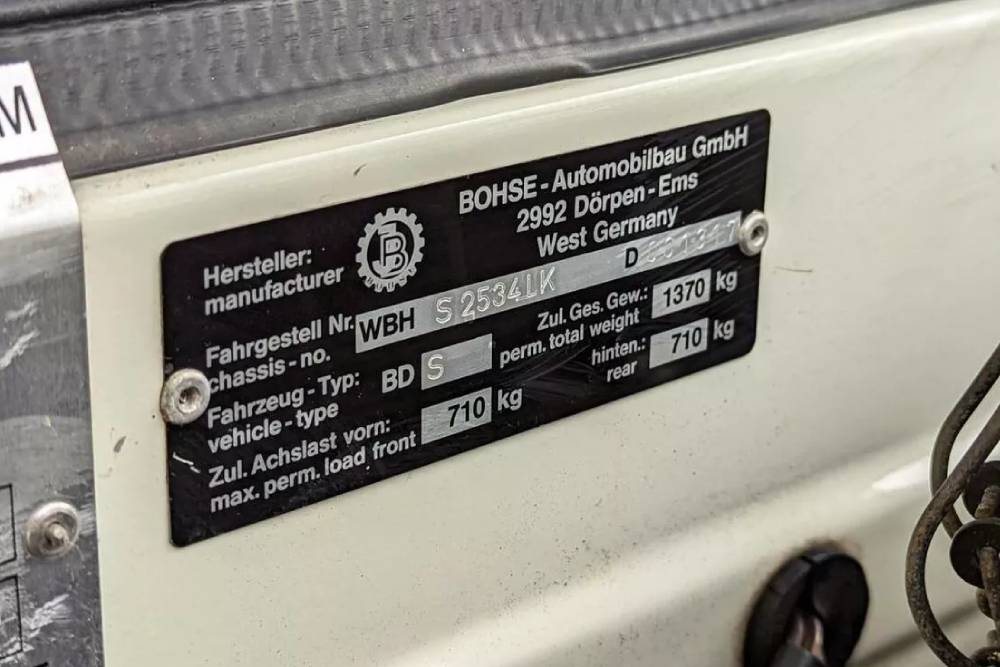 M
BOHSE-Automobilbau GmbH
2992 Dörpen-Ems
West Germany
Hersteller:
manufacturer
Fahrgestell Nr.
chassis-no.
WBH S 2534LK D
Fahrzeug-Typ:
vehicle-type
BD S
Zul. Ges. Gew.: 1370 kg
perm. total weight
Zul. Achslast vorn:
max. perm. load front
710 kg
hinten.: 710 kg
rear